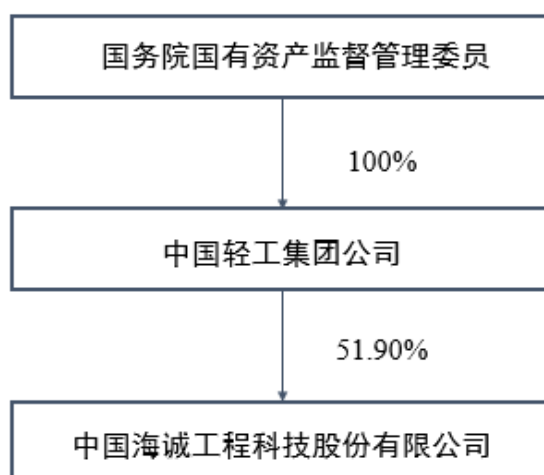 国务院国有资产监督管理委员
100%
中国轻工集团公司
51.90%
中国海诚工程科技股份有限公司